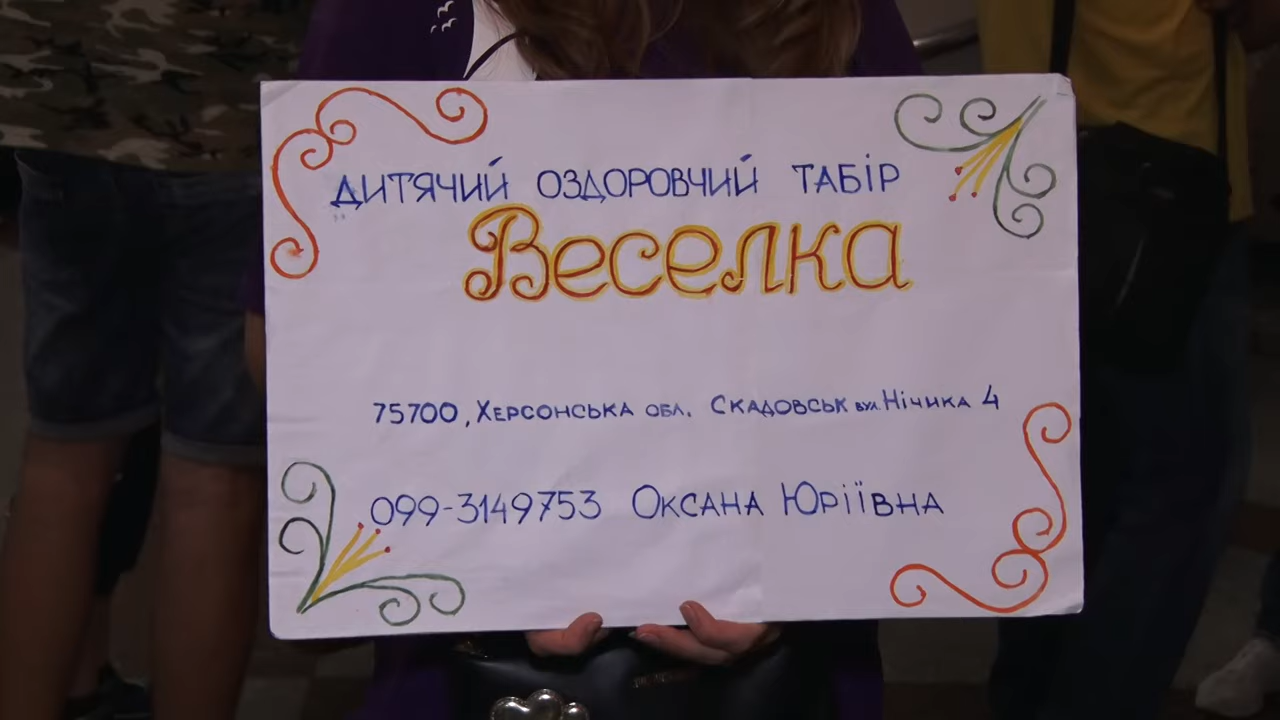 ДИТЯЧИЙ ОЗДОРОВЧИЙ ТАБІР
Веселка
75700, ХЕРСОНСЬКА ОБЛ. СКАДОВСЬК ВУЛ. НІЧИКА 4
099-3149753 ОКСАНА ЮРІЇВНА